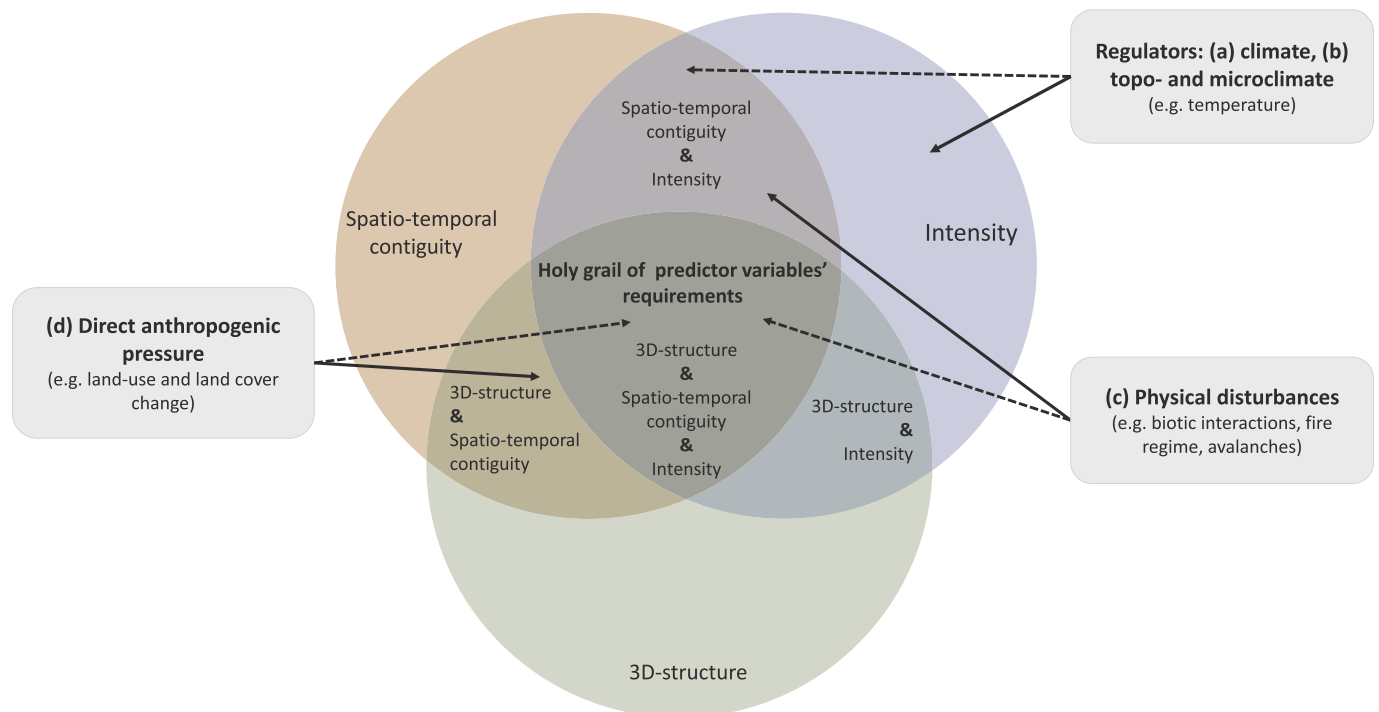 Regulators: (a) climate, (b)
topo- and microclimate
(e.g. temperature)
Spatio-temporal
contiguity
&
Intensity
Spatio-temporal
contiguity
Intensity
Holy grail of predictor variables’
requirements
(d) Direct anthropogenic
pressure
(e.g. land-use and land cover
change)
3D-structure
&
Spatio-temporal
contiguity
&
Intensity
3D-structure
&
Spatio-temporal
contiguity
3D-structure
&
Intensity
(c) Physical disturbances
(e.g. biotic interactions, fire
regime, avalanches)
3D-structure